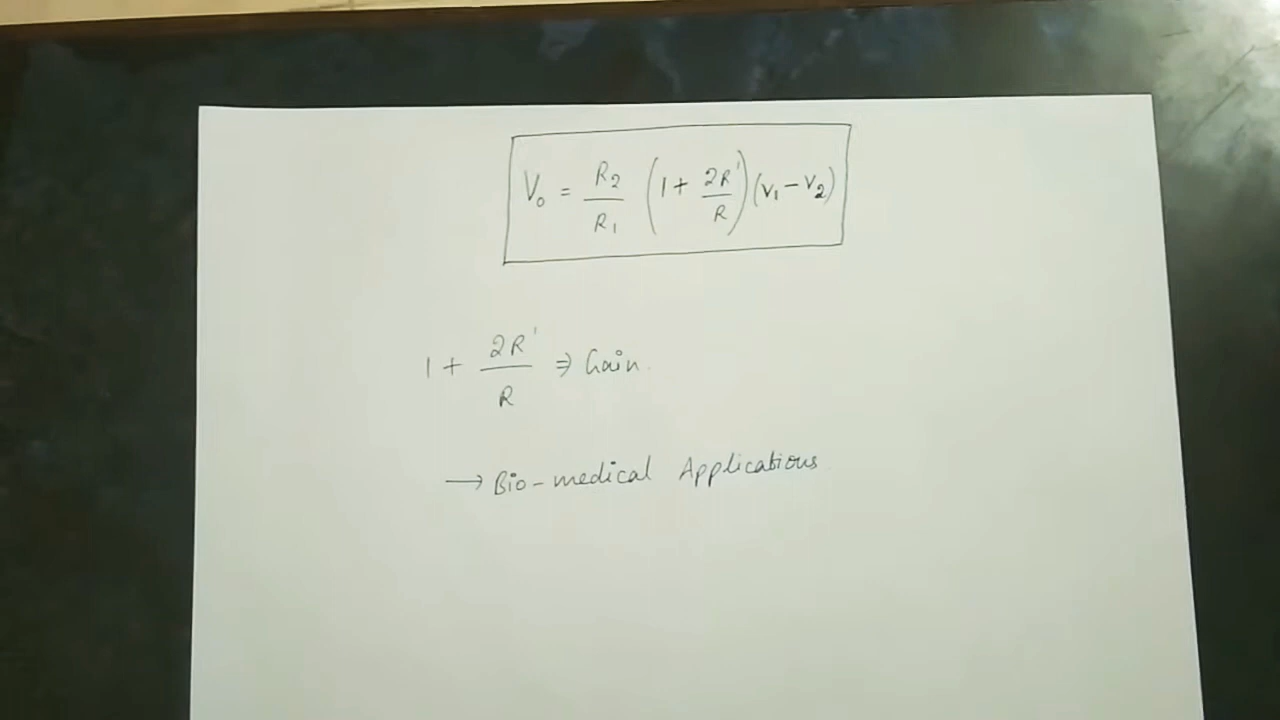 V₀ = R₂/R₁ (1 + 2R'/R) (V₁ − V₂)
1 + 2R'/R ⇒ Gain.
→ Bio-medical Applications